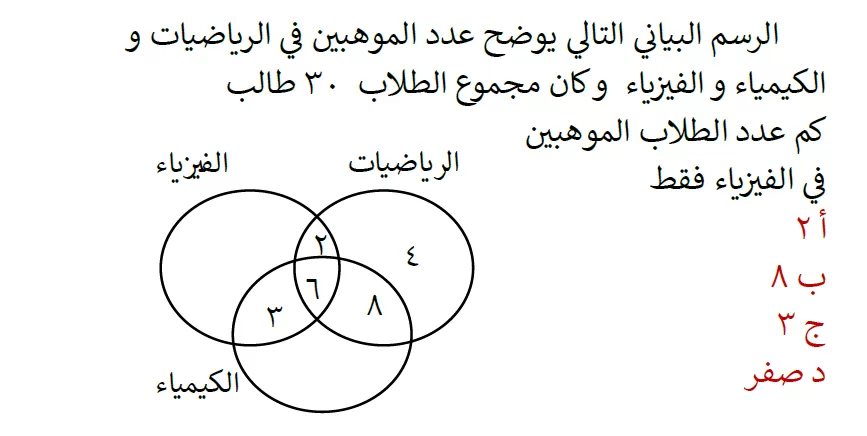 الرسم البياني التالي يوضح عدد الموهبين في الرياضيات و
الكيمياء و الفيزياء وكان مجموع الطلاب ٣٠ طالب
كم عدد الطلاب الموهبين
في الفيزياء فقط
أ ٢
ب ٨
ج ٣
د صفر
الرياضيات
الفيزياء
٢
٤
٦
٨
٣
الكيمياء